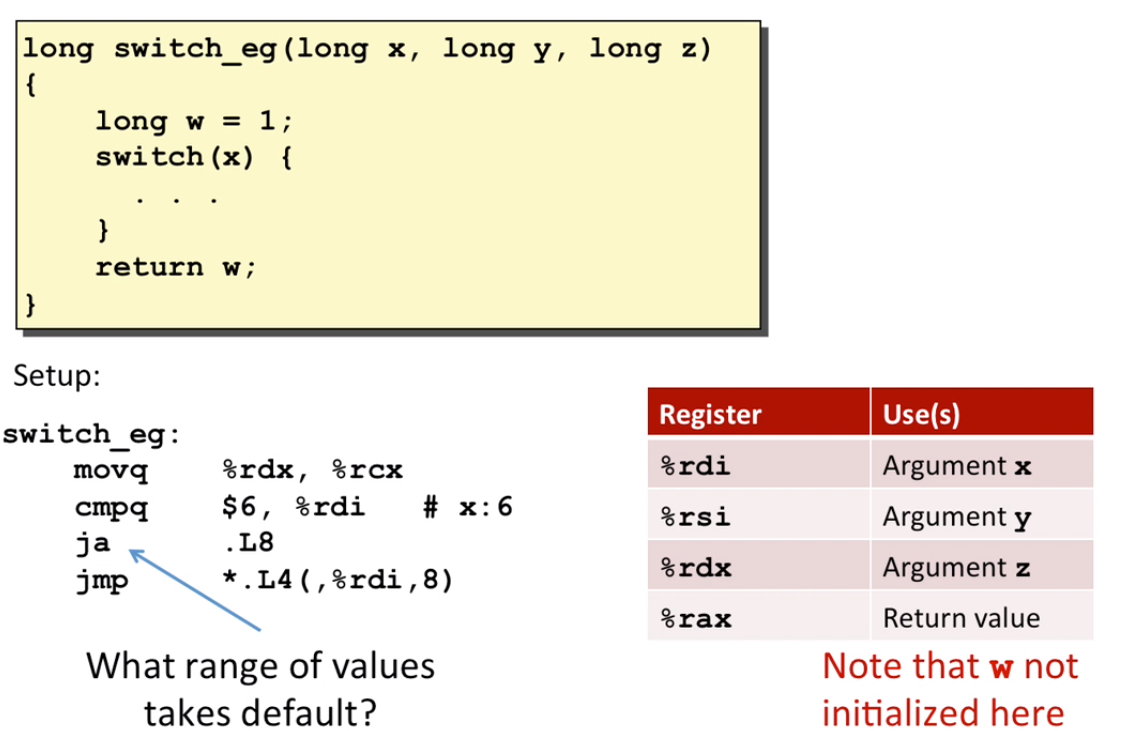 long switch_eg(long x, long y, long z)
{
    long w = 1;
    switch(x) {
      . . .
    }
    return w;
}
Setup:
switch_eg:
    movq    %rdx, %rcx
    cmpq    $6, %rdi   # x:6
    ja      .L8
    jmp     *.L4(,%rdi,8)
What range of values
takes default?
Register Use(s)
%rdi Argument x
%rsi Argument y
%rdx Argument z
%rax Return value
Note that w not
initialized here